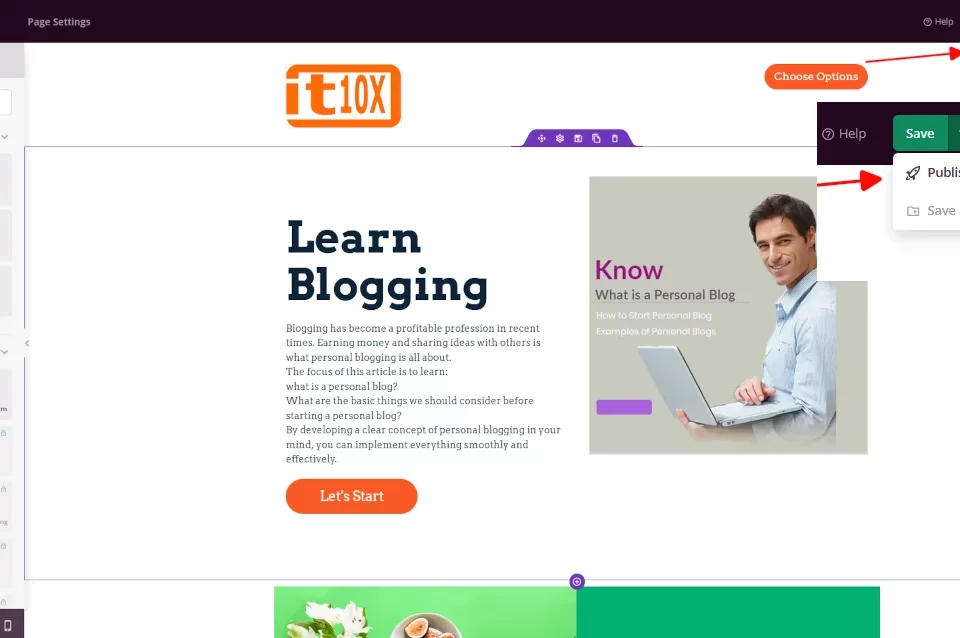 Page Settings
Help
it10X
Choose Options
Help
Save
Publis
Save
Learn
Blogging
Know
What is a Personal Blog
How to Start Personal Blog
Examples of Personal Blogs
Blogging has become a profitable profession in recent
times. Earning money and sharing ideas with others is
what personal blogging is all about.
The focus of this article is to learn:
what is a personal blog?
What are the basic things we should consider before
starting a personal blog?
By developing a clear concept of personal blogging in your
mind, you can implement everything smoothly and
effectively.
Let's Start